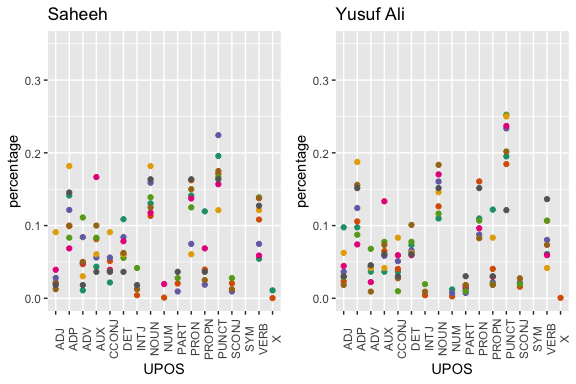 Saheeh
percentage
0.3
0.2
0.1
0.0
ADJ
ADP
ADV
AUX
CCONJ
DET
INTJ
NOUN
NUM
PART
PRON
PROPN
PUNCT
SCONJ
SYM
VERB
X
UPOS
Yusuf Ali
percentage
0.3
0.2
0.1
0.0
ADJ
ADP
ADV
AUX
CCONJ
DET
INTJ
NOUN
NUM
PART
PRON
PROPN
PUNCT
SCONJ
SYM
VERB
X
UPOS